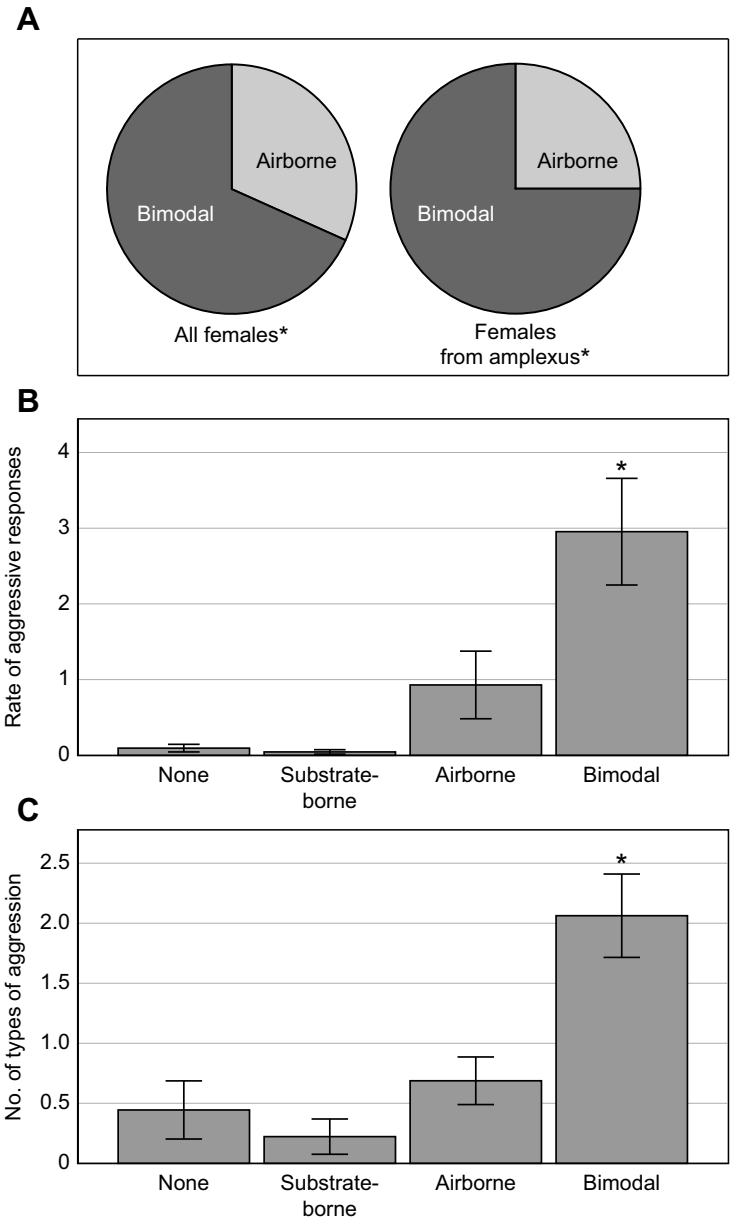 A
Airborne
Bimodal
All females*
Airborne
Bimodal
Females
from amplexus*
B
Rate of aggressive responses
4
3
2
1
0
*
None
Substrate-
borne
Airborne
Bimodal
C
No. of types of aggression
2.5
2.0
1.5
1.0
0.5
0
*
None
Substrate-
borne
Airborne
Bimodal